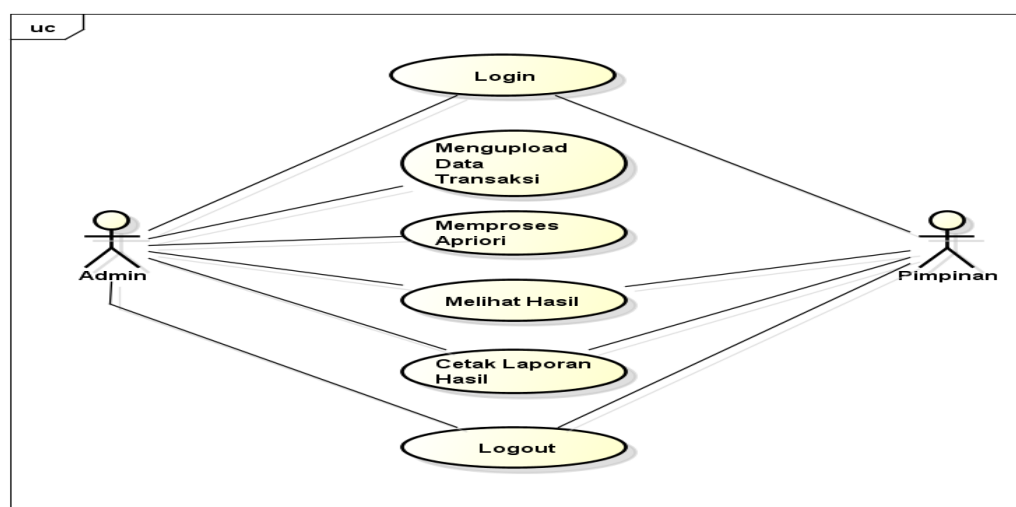 uc
Login
Mengupload
Data
Transaksi
Memproses
Apriori
Admin
Pimpinan
Melihat Hasil
Cetak Laporan
Hasil
Logout